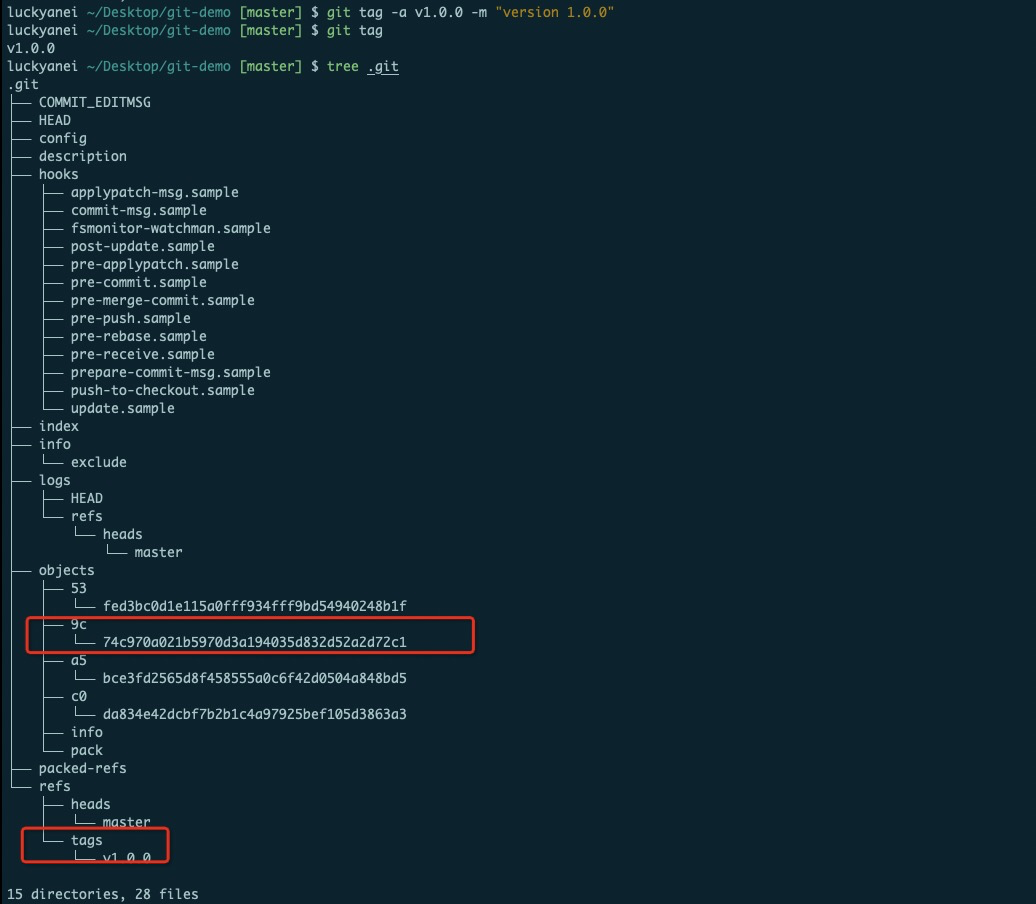 luckyanei ~/Desktop/git-demo [master] $ git tag -a v1.0.0 -m "version 1.0.0"
luckyanei ~/Desktop/git-demo [master] $ git tag
v1.0.0
luckyanei ~/Desktop/git-demo [master] $ tree .git
.git
├── COMMIT_EDITMSG
├── HEAD
├── config
├── description
├── hooks
│   ├── applypatch-msg.sample
│   ├── commit-msg.sample
│   ├── fsmonitor-watchman.sample
│   ├── post-update.sample
│   ├── pre-applypatch.sample
│   ├── pre-commit.sample
│   ├── pre-merge-commit.sample
│   ├── pre-push.sample
│   ├── pre-rebase.sample
│   ├── pre-receive.sample
│   ├── prepare-commit-msg.sample
│   ├── push-to-checkout.sample
│   └── update.sample
├── index
├── info
│   └── exclude
├── logs
│   ├── HEAD
│   └── refs
│       └── heads
│           └── master
├── objects
│   ├── 53
│   │   └── fed3bc0d1e115a0fff934fff9bd54940248b1f
│   ├── 9c
│   │   └── 74c970a021b5970d3a194035d832d52a2d72c1
│   ├── a5
│   │   └── bce3fd2565d8f458555a0c6f42d0504a848bd5
│   ├── c0
│   │   └── da834e42dcbf7b2b1c4a97925bef105d3863a3
│   ├── info
│   └── pack
├── packed-refs
└── refs
    ├── heads
    │   └── master
    └── tags
        └── v1.0.0
15 directories, 28 files